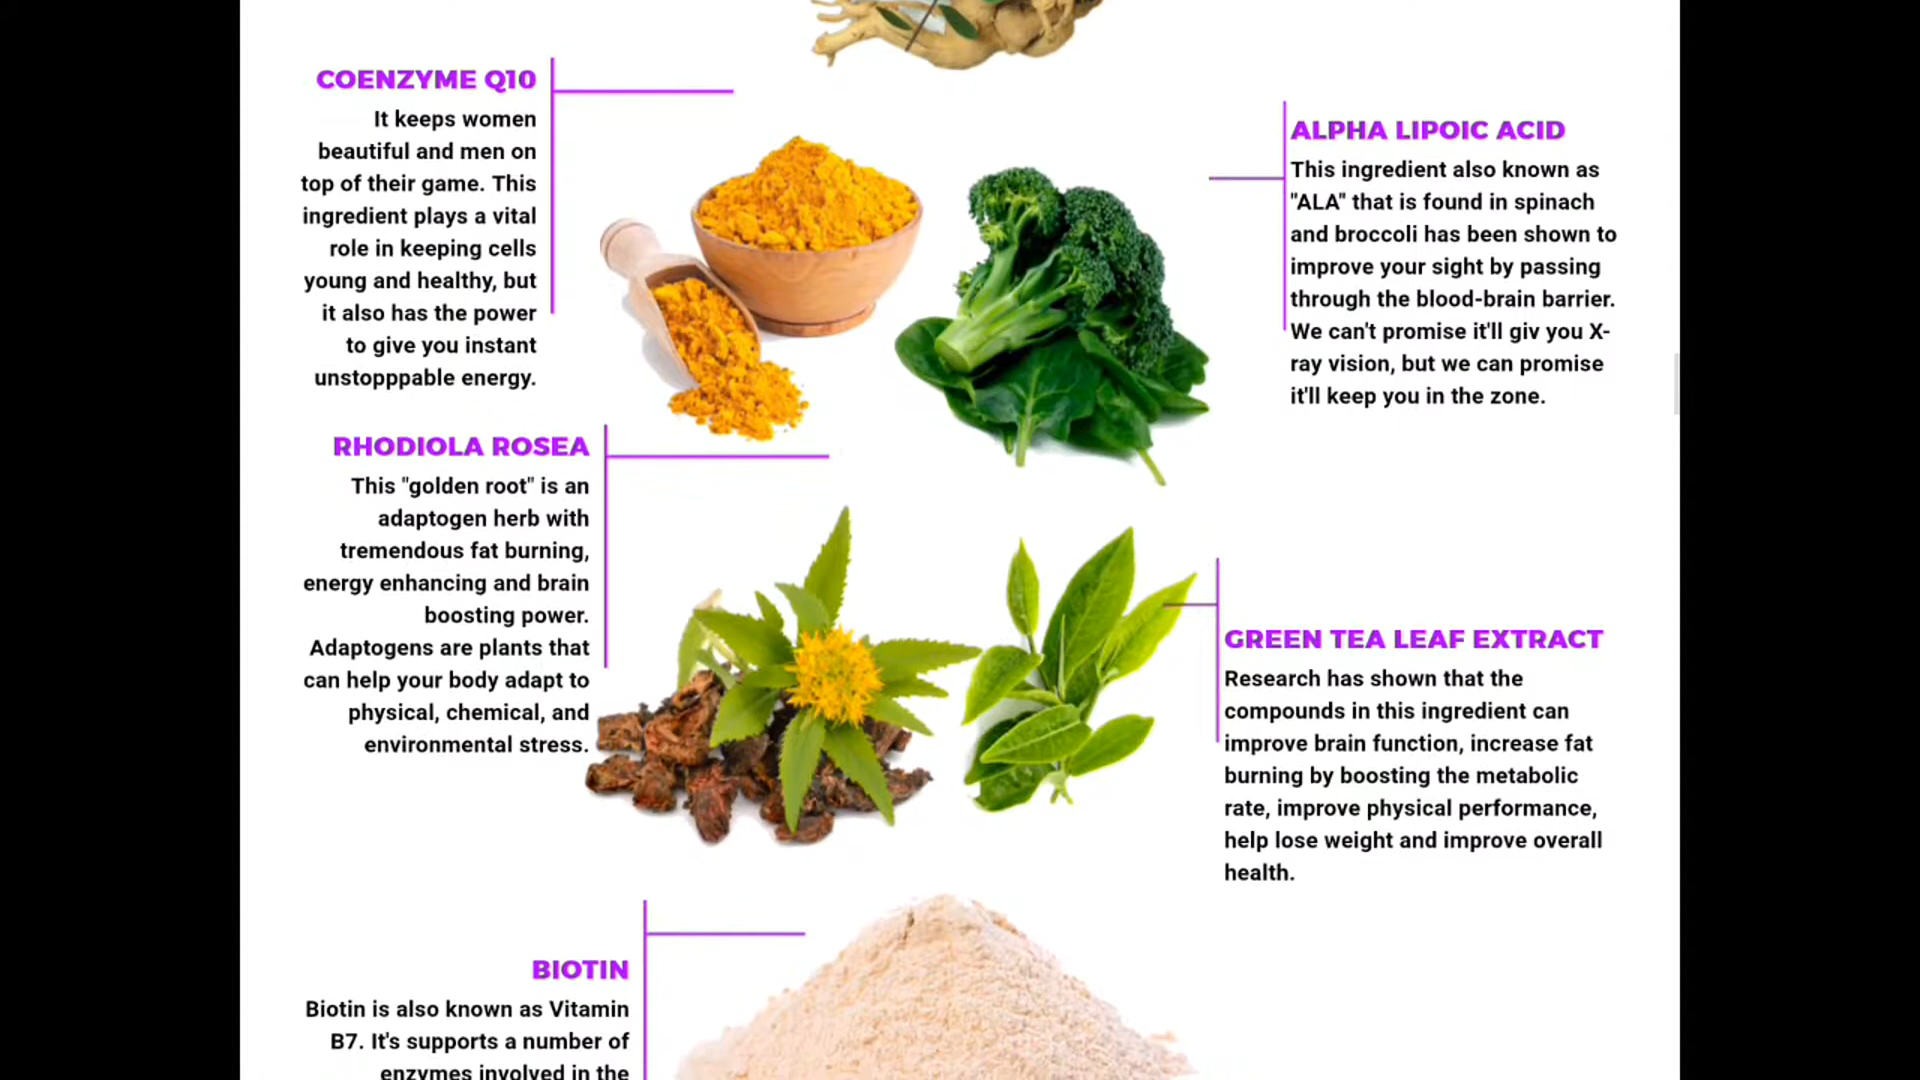 COENZYME Q10
It keeps women
beautiful and men on
top of their game. This
ingredient plays a vital
role in keeping cells
young and healthy, but
it also has the power
to give you instant
unstopppable energy.
ALPHA LIPOIC ACID
This ingredient also known as
"ALA" that is found in spinach
and broccoli has been shown to
improve your sight by passing
through the blood-brain barrier.
We can't promise it'll giv you X-
ray vision, but we can promise
it'll keep you in the zone.
RHODIOLA ROSEA
This "golden root" is an
adaptogen herb with
tremendous fat burning,
energy enhancing and brain
boosting power.
Adaptogens are plants that
can help your body adapt to
physical, chemical, and
environmental stress.
GREEN TEA LEAF EXTRACT
Research has shown that the
compounds in this ingredient can
improve brain function, increase fat
burning by boosting the metabolic
rate, improve physical performance,
help lose weight and improve overall
health.
BIOTIN
Biotin is also known as Vitamin
B7. It's supports a number of
enzymes involved in the